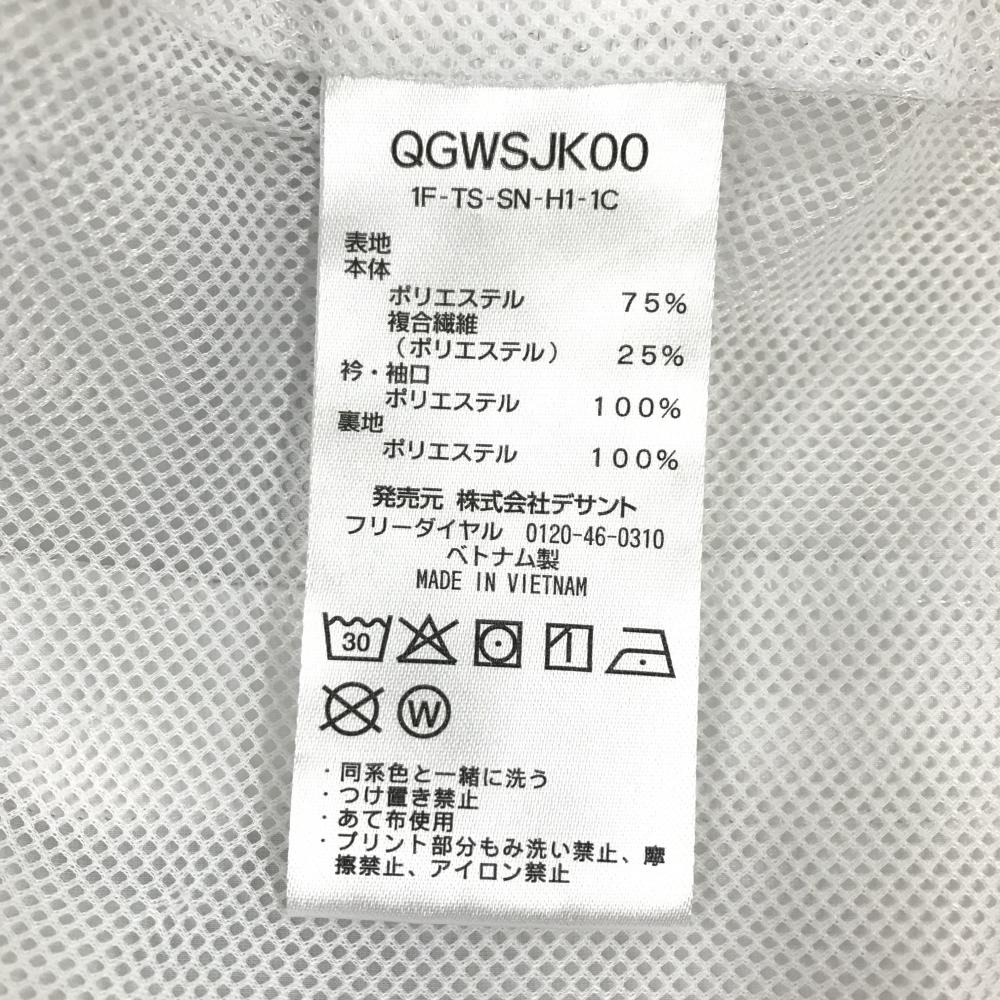 QGWSJK00
1F-TS-SN-H1-1C
表地
本体
ポリエステル 75%
複合繊維
(ポリエステル) 25%
衿・袖口
ポリエステル 100%
裏地
ポリエステル 100%
発売元 株式会社デサント
フリーダイヤル 0120-46-0310
ベトナム製
MADE IN VIETNAM
30
W
・同系色と一緒に洗う
・つけ置き禁止
・あて布使用
・プリント部分もみ洗い禁止、摩
擦禁止、アイロン禁止